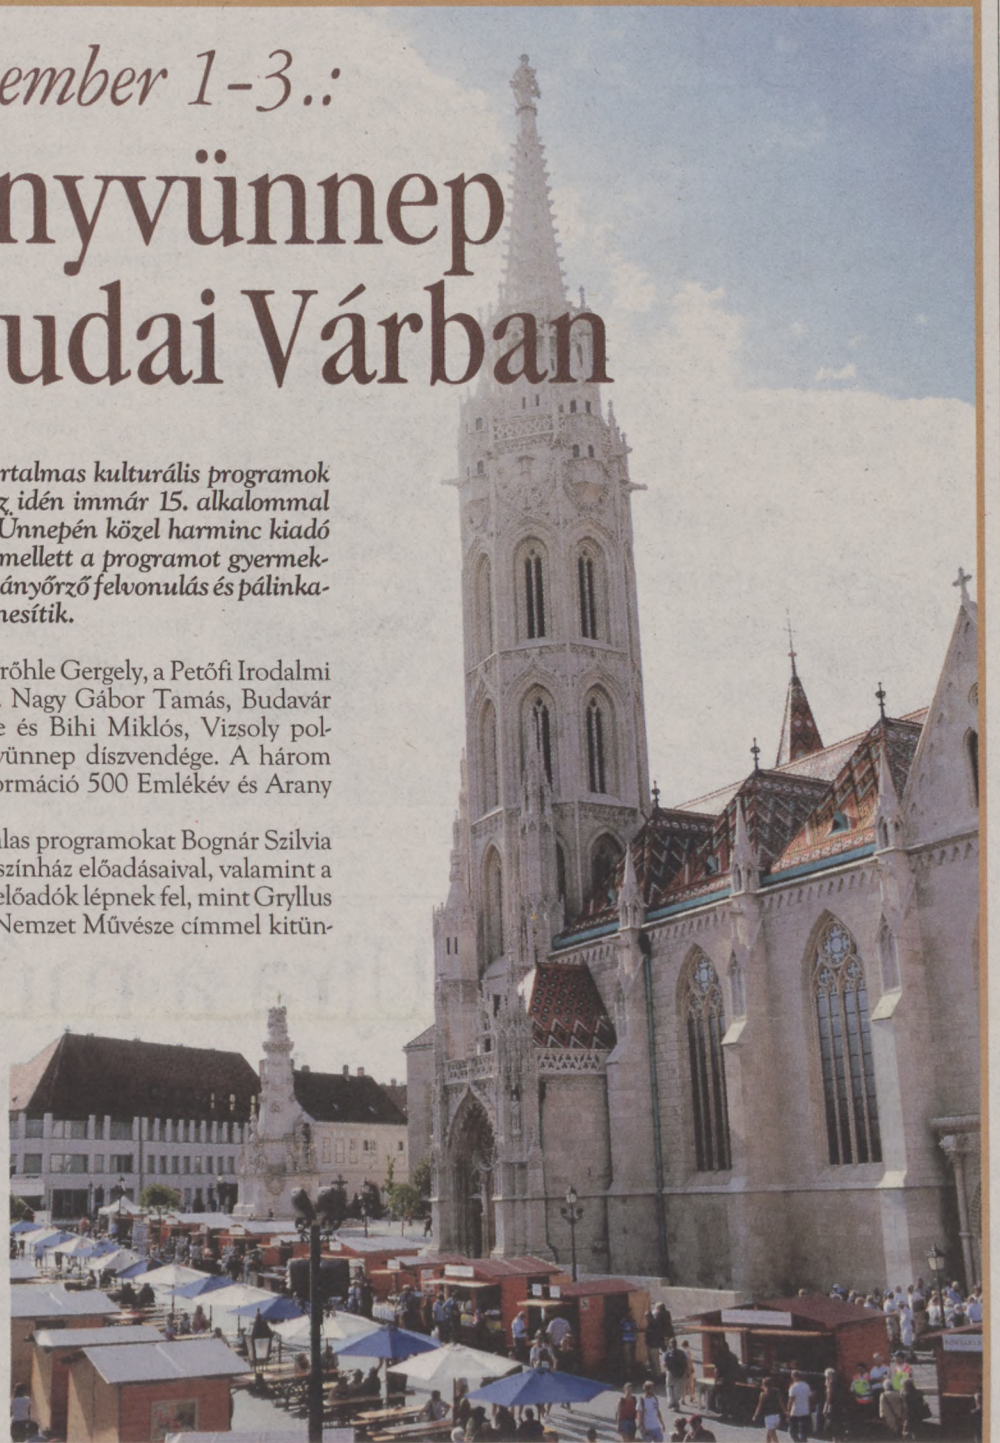 ember 1-3.:
nyvünnep
udai Várban
rtalmas kulturális programok
z idén immár 15. alkalommal
Ünnepén közel harminc kiadó
mellett a programot gyermek-
ányőrző felvonulás és pálinka-
nesítik.
rőhle Gergely, a Petőfi Irodalmi
. Nagy Gábor Tamás, Budavár
e és Bihi Miklós, Vizsoly pol-
vünnep díszvendége. A három
ormáció 500 Emlékév és Arany
alas programokat Bognár Szilvia
színház előadásaival, valamint a
előadók lépnek fel, mint Gryllus
Nemzet Művésze címmel kitün-